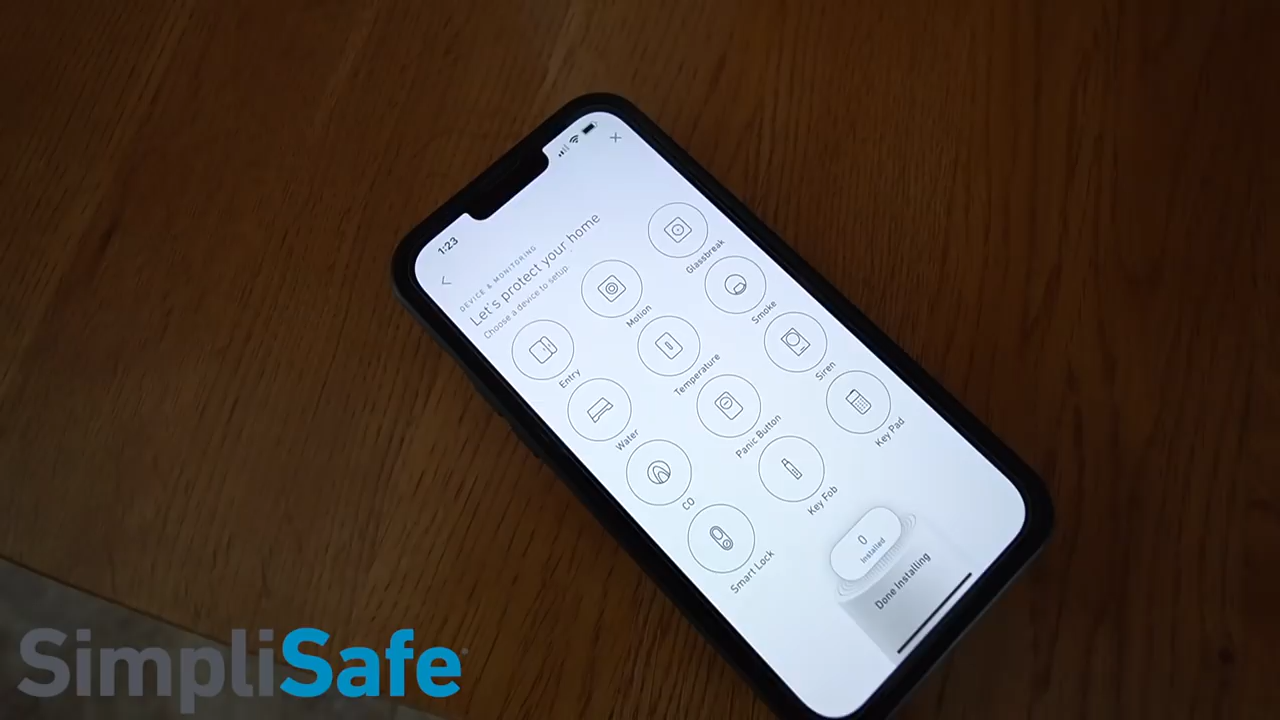 1:23
DEVICE & MONITORING
Let's protect your home
Choose a device to setup.
Entry
Motion
Glassbreak
Water
Temperature
Smoke
CO
Panic Button
Siren
Smart Lock
Key Fob
Key Pad
0
Installed
Done Installing
SimpliSafe